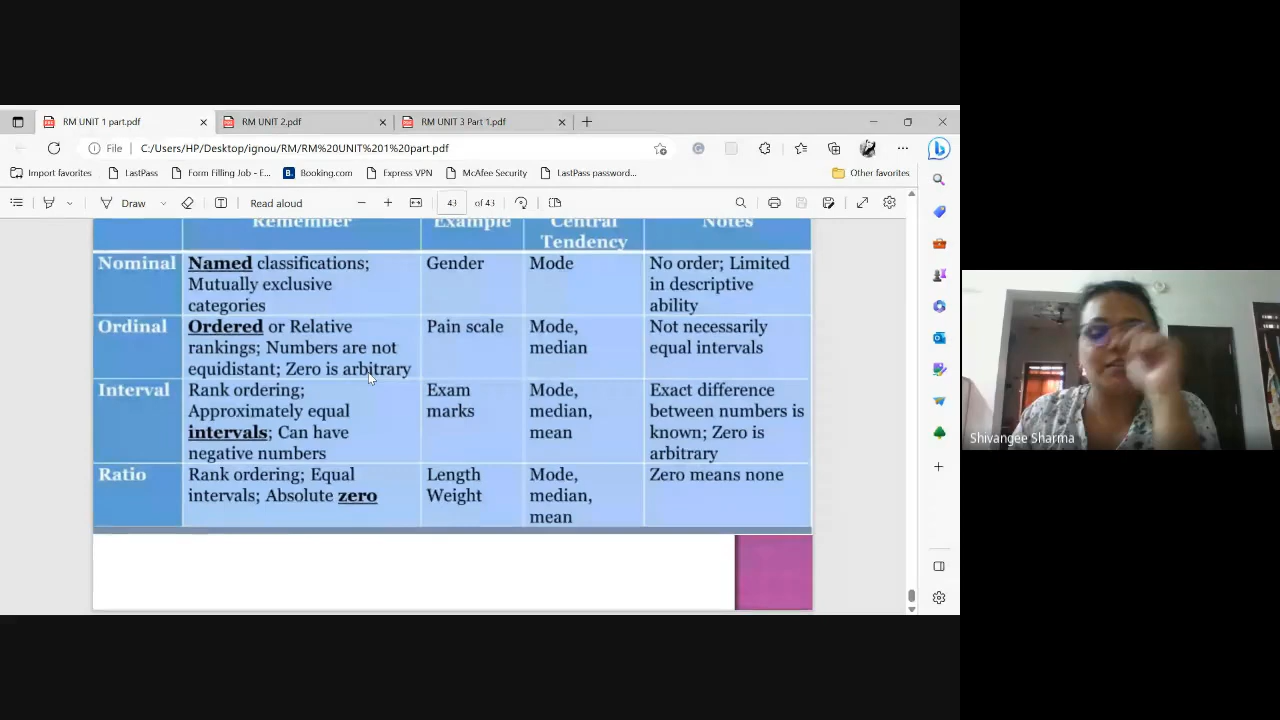 RM UNIT 1 part.pdf
RM UNIT 2.pdf
RM UNIT 3 Part 1.pdf
File
C:/Users/HP/Desktop/ignou/RM/RM%20UNIT%201%20part.pdf
Import favorites
LastPass
Form Filling Job - E...
B.
Booking.com
Express VPN
McAfee Security
LastPass password...
Other favorites
Draw
Read aloud
43
of 43
Remember
Example
Central
Tendency
Notes
Nominal
Named classifications;
Mutually exclusive
categories
Gender
Mode
No order; Limited
in descriptive
ability
Ordinal
Ordered or Relative
rankings; Numbers are not
equidistant; Zero is arbitrary
Pain scale
Mode,
median
Not necessarily
equal intervals
Interval
Rank ordering;
Approximately equal
intervals; Can have
negative numbers
Exam
marks
Mode,
median,
mean
Exact difference
between numbers is
known; Zero is
arbitrary
Ratio
Rank ordering; Equal
intervals; Absolute zero
Length
Weight
Mode,
median,
mean
Zero means none
Shivangee Sharma